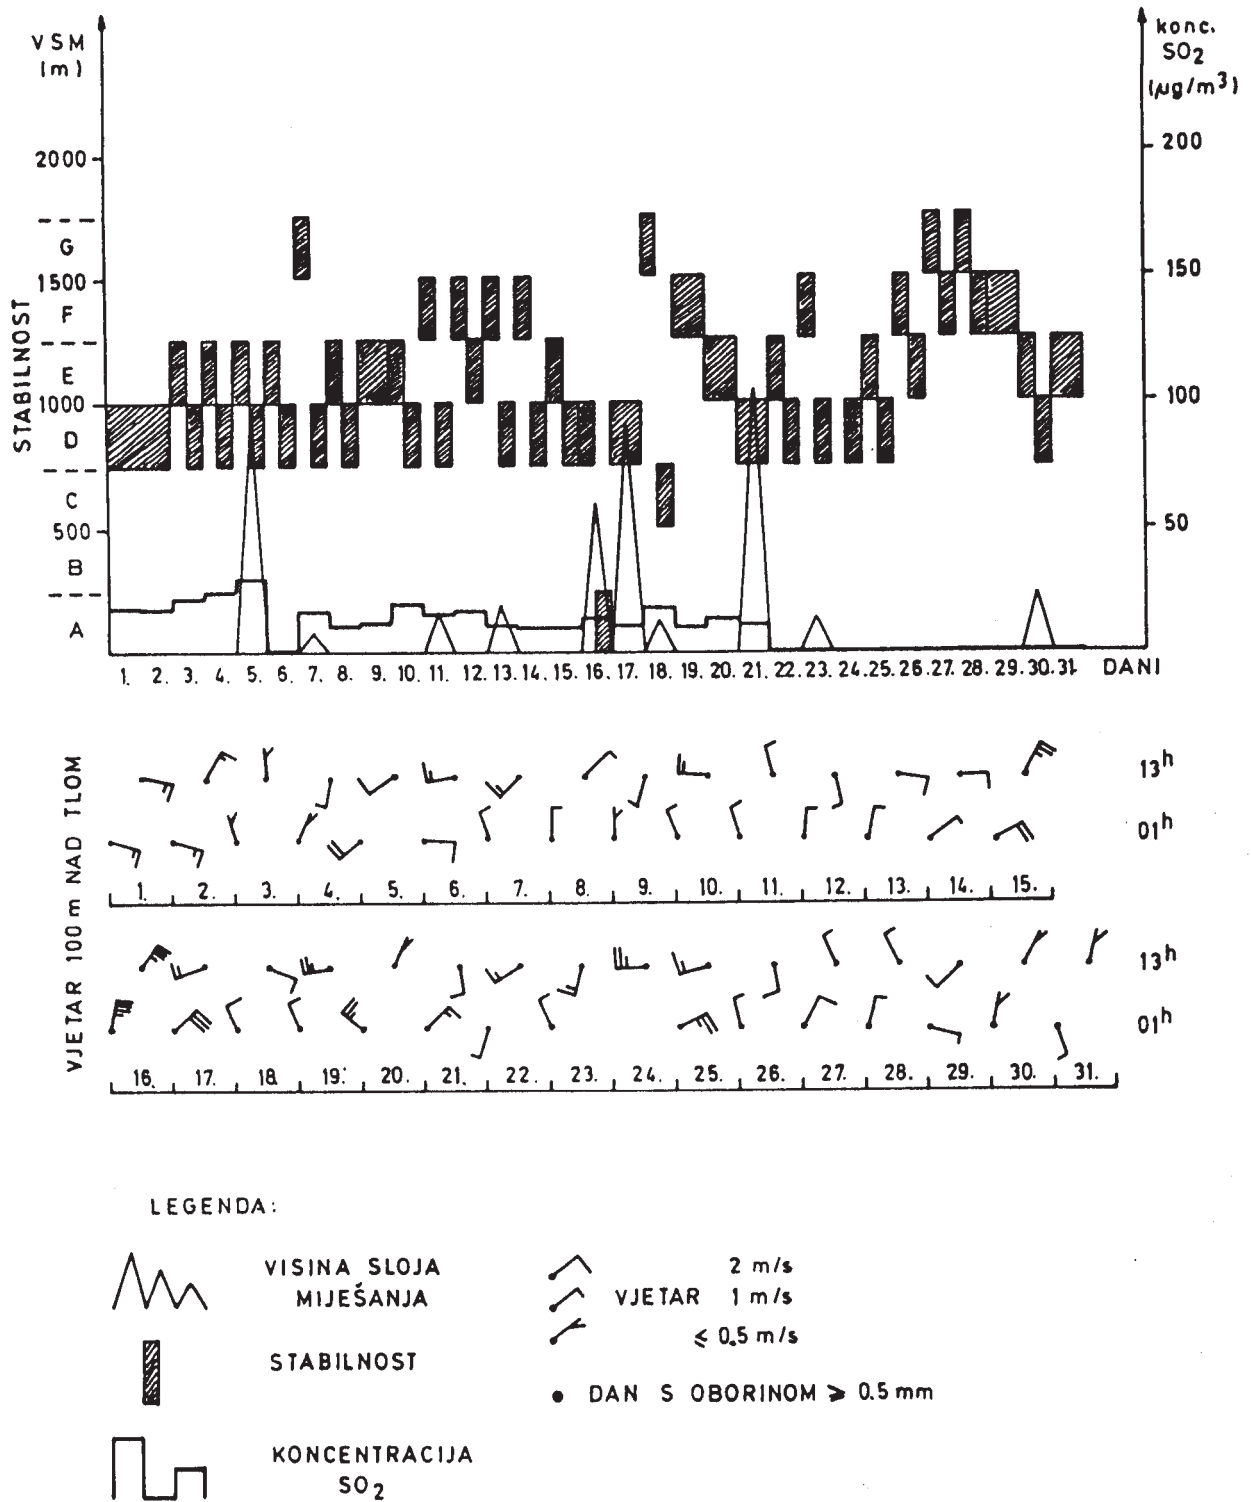 VSM
(m)
konc.
SO2
(µg/m3)
2000
200
G
1500
150
F
E
1000
100
D
C
500
50
B
A
STABILNOST
1. 2. 3. 4. 5. 6. 7. 8. 9. 10. 11. 12. 13. 14. 15. 16. 17. 18. 19. 20. 21. 22. 23. 24. 25. 26. 27. 28. 29. 30. 31. DANI
VJETAR 100 m NAD TLOM
13h
01h
1. 2. 3. 4. 5. 6. 7. 8. 9. 10. 11. 12. 13. 14. 15.
13h
01h
16. 17. 18. 19. 20. 21. 22. 23. 24. 25. 26. 27. 28. 29. 30. 31.
LEGENDA:
VISINA SLOJA
MIJEŠANJA
STABILNOST
KONCENTRACIJA
SO2
2 m/s
VJETAR 1 m/s
≤ 0.5 m/s
DAN S OBORINOM ≥ 0.5 mm